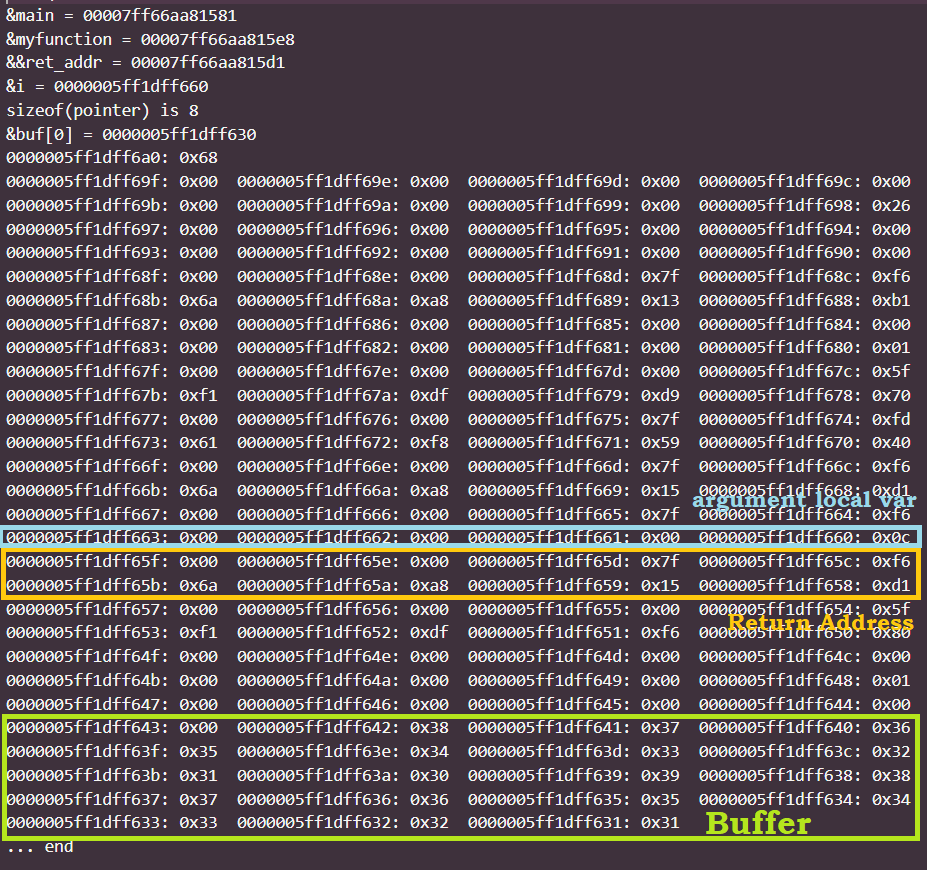 &main = 00007ff66aa81581
&myfunction = 00007ff66aa815e8
&&ret_addr = 00007ff66aa815d1
&i = 0000005ff1dff660
sizeof(pointer) is 8
&buf[0] = 0000005ff1dff630
0000005ff1dff6a0: 0x68
0000005ff1dff69f: 0x00 0000005ff1dff69e: 0x00 0000005ff1dff69d: 0x00 0000005ff1dff69c: 0x00
0000005ff1dff69b: 0x00 0000005ff1dff69a: 0x00 0000005ff1dff699: 0x00 0000005ff1dff698: 0x26
0000005ff1dff697: 0x00 0000005ff1dff696: 0x00 0000005ff1dff695: 0x00 0000005ff1dff694: 0x00
0000005ff1dff693: 0x00 0000005ff1dff692: 0x00 0000005ff1dff691: 0x00 0000005ff1dff690: 0x00
0000005ff1dff68f: 0x00 0000005ff1dff68e: 0x00 0000005ff1dff68d: 0x7f 0000005ff1dff68c: 0xf6
0000005ff1dff68b: 0x6a 0000005ff1dff68a: 0xa8 0000005ff1dff689: 0x13 0000005ff1dff688: 0xb1
0000005ff1dff687: 0x00 0000005ff1dff686: 0x00 0000005ff1dff685: 0x00 0000005ff1dff684: 0x00
0000005ff1dff683: 0x00 0000005ff1dff682: 0x00 0000005ff1dff681: 0x00 0000005ff1dff680: 0x01
0000005ff1dff67f: 0x00 0000005ff1dff67e: 0x00 0000005ff1dff67d: 0x00 0000005ff1dff67c: 0x5f
0000005ff1dff67b: 0xf1 0000005ff1dff67a: 0xdf 0000005ff1dff679: 0xd9 0000005ff1dff678: 0x70
0000005ff1dff677: 0x00 0000005ff1dff676: 0x00 0000005ff1dff675: 0x7f 0000005ff1dff674: 0xfd
0000005ff1dff673: 0x61 0000005ff1dff672: 0xf8 0000005ff1dff671: 0x59 0000005ff1dff670: 0x40
0000005ff1dff66f: 0x00 0000005ff1dff66e: 0x00 0000005ff1dff66d: 0x7f 0000005ff1dff66c: 0xf6
0000005ff1dff66b: 0x6a 0000005ff1dff66a: 0xa8 0000005ff1dff669: 0x15 0000005ff1dff668: 0xd1
argument local var
0000005ff1dff667: 0x00 0000005ff1dff666: 0x00 0000005ff1dff665: 0x7f 0000005ff1dff664: 0xf6
0000005ff1dff663: 0x00 0000005ff1dff662: 0x00 0000005ff1dff661: 0x00 0000005ff1dff660: 0x0c
0000005ff1dff65f: 0x00 0000005ff1dff65e: 0x00 0000005ff1dff65d: 0x7f 0000005ff1dff65c: 0xf6
0000005ff1dff65b: 0x6a 0000005ff1dff65a: 0xa8 0000005ff1dff659: 0x15 0000005ff1dff658: 0xd1
0000005ff1dff657: 0x00 0000005ff1dff656: 0x00 0000005ff1dff655: 0x00 0000005ff1dff654: 0x5f
Return Address
0000005ff1dff653: 0xf1 0000005ff1dff652: 0xdf 0000005ff1dff651: 0xf6 0000005ff1dff650: 0x80
0000005ff1dff64f: 0x00 0000005ff1dff64e: 0x00 0000005ff1dff64d: 0x00 0000005ff1dff64c: 0x00
0000005ff1dff64b: 0x00 0000005ff1dff64a: 0x00 0000005ff1dff649: 0x00 0000005ff1dff648: 0x01
0000005ff1dff647: 0x00 0000005ff1dff646: 0x00 0000005ff1dff645: 0x00 0000005ff1dff644: 0x00
0000005ff1dff643: 0x00 0000005ff1dff642: 0x38 0000005ff1dff641: 0x37 0000005ff1dff640: 0x36
0000005ff1dff63f: 0x35 0000005ff1dff63e: 0x34 0000005ff1dff63d: 0x33 0000005ff1dff63c: 0x32
0000005ff1dff63b: 0x31 0000005ff1dff63a: 0x30 0000005ff1dff639: 0x39 0000005ff1dff638: 0x38
0000005ff1dff637: 0x37 0000005ff1dff636: 0x36 0000005ff1dff635: 0x35 0000005ff1dff634: 0x34
0000005ff1dff633: 0x33 0000005ff1dff632: 0x32 0000005ff1dff631: 0x31
Buffer
... end